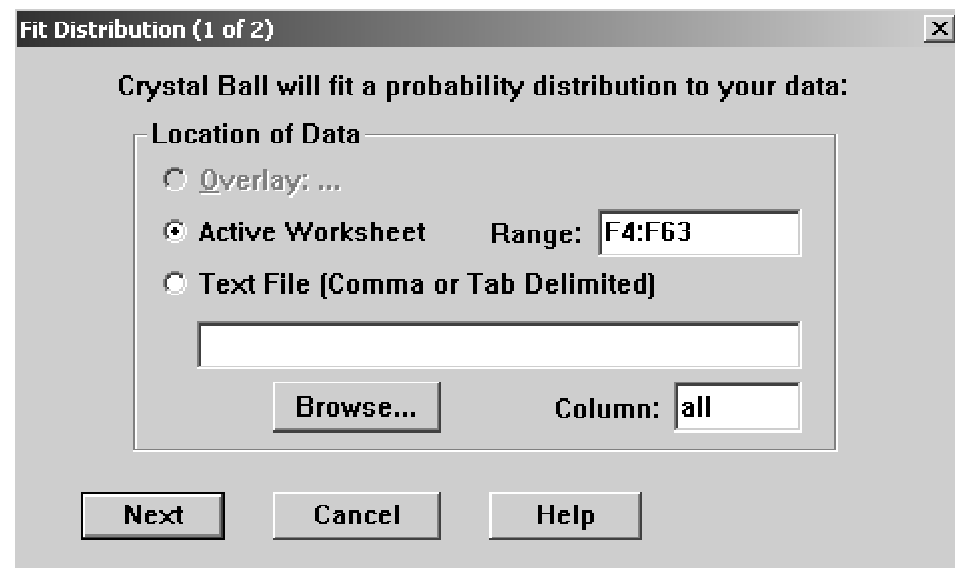 Fit Distribution (1 of 2)
Crystal Ball will fit a probability distribution to your data:
Location of Data
Overlay: ...
Active Worksheet Range: F4:F63
Text File (Comma or Tab Delimited)
Browse... Column: all
Next Cancel Help